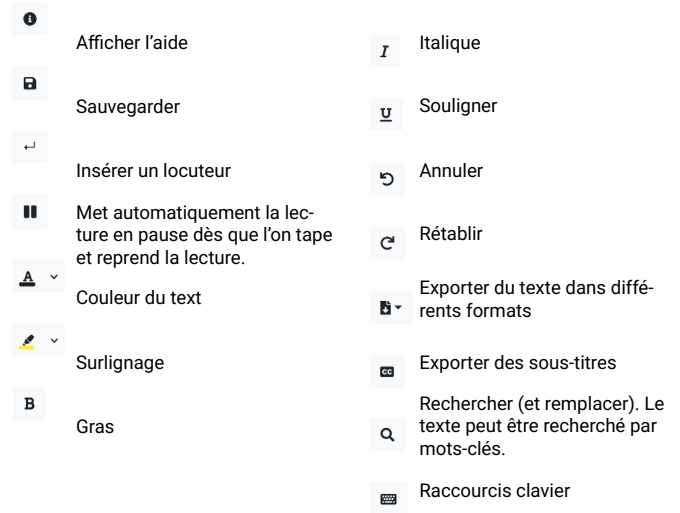 Afficher l'aide
Sauvegarder
Insérer un locuteur
Met automatiquement la lec-
ture en pause dès que l'on tape
et reprend la lecture.
A
Couleur du text
Surlignage
B
Gras
I
Italique
U
Souligner
Annuler
Rétablir
Exporter du texte dans diffé-
rents formats
CC
Exporter des sous-titres
Rechercher (et remplacer). Le
texte peut être recherché par
mots-clés.
Raccourcis clavier